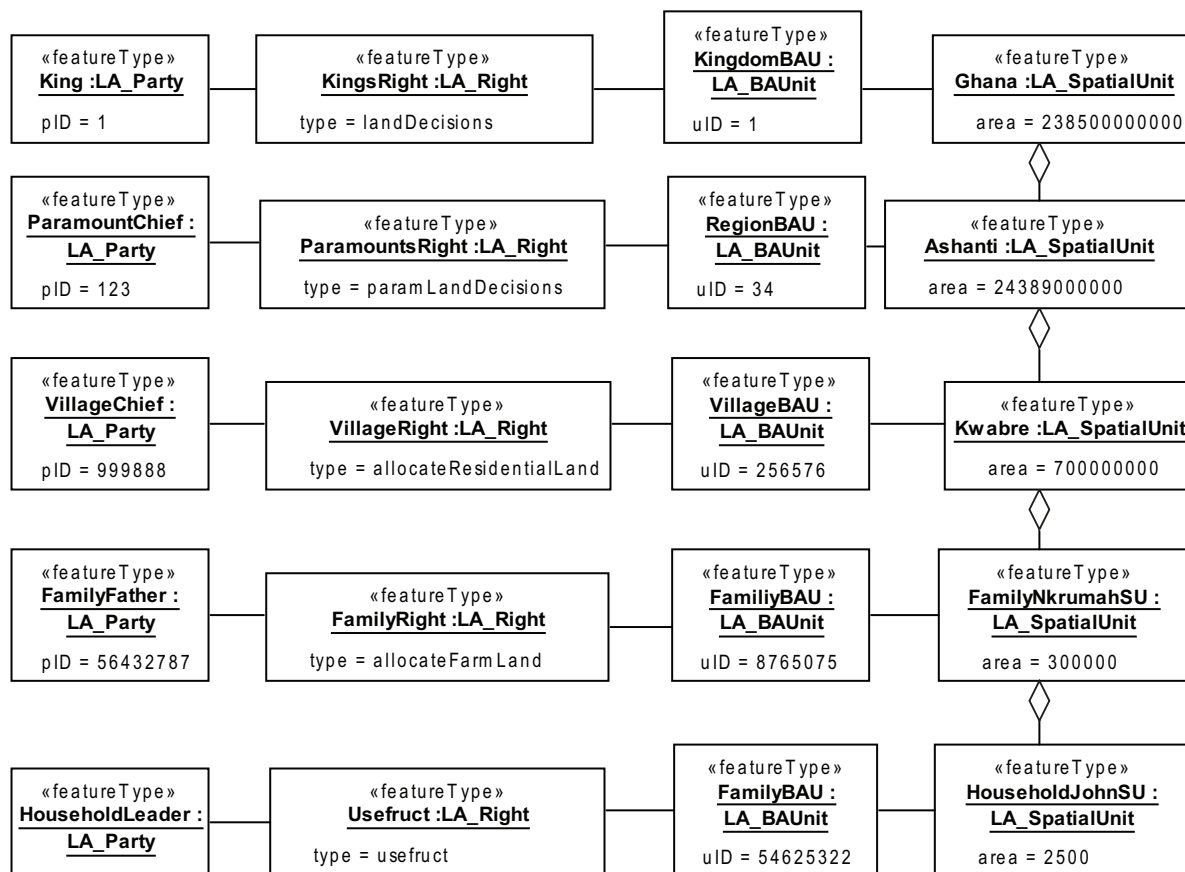 «featureType»
King :LA_Party
pID = 1
«featureType»
KingsRight :LA_Right
type = landDecisions
«featureType»
KingdomBAU :
LA_BAUnit
uID = 1
«featureType»
Ghana :LA_SpatialUnit
area = 238500000000
«featureType»
ParamountChief :
LA_Party
pID = 123
«featureType»
ParamountsRight :LA_Right
type = paramLandDecisions
«featureType»
RegionBAU :
LA_BAUnit
uID = 34
«featureType»
Ashanti :LA_SpatialUnit
area = 24389000000
«featureType»
VillageChief :
LA_Party
pID = 999888
«featureType»
VillageRight :LA_Right
type = allocateResidentialLand
«featureType»
VillageBAU :
LA_BAUnit
uID = 256576
«featureType»
Kwabre :LA_SpatialUnit
area = 700000000
«featureType»
FamilyFather :
LA_Party
pID = 56432787
«featureType»
FamilyRight :LA_Right
type = allocateFarmLand
«featureType»
FamiliyBAU :
LA_BAUnit
uID = 8765075
«featureType»
FamilyNkrumahSU :
LA_SpatialUnit
area = 300000
«featureType»
HouseholdLeader :
LA_Party
«featureType»
Usefruct :LA_Right
type = usefruct
«featureType»
FamilyBAU :
LA_BAUnit
uID = 54625322
«featureType»
HouseholdJohnSU :
LA_SpatialUnit
area = 2500